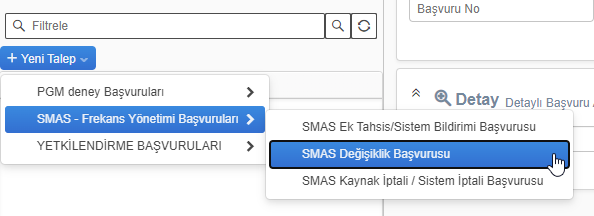 Filtrele
Başvuru No
+ Yeni Talep
PGM deney Başvuruları
SMAS - Frekans Yönetimi Başvuruları
YETKİLENDİRME BAŞVURULARI
Detay Detaylı Başvuru /
SMAS Ek Tahsis/Sistem Bildirimi Başvurusu
SMAS Değişiklik Başvurusu
SMAS Kaynak İptali / Sistem İptali Başvurusu